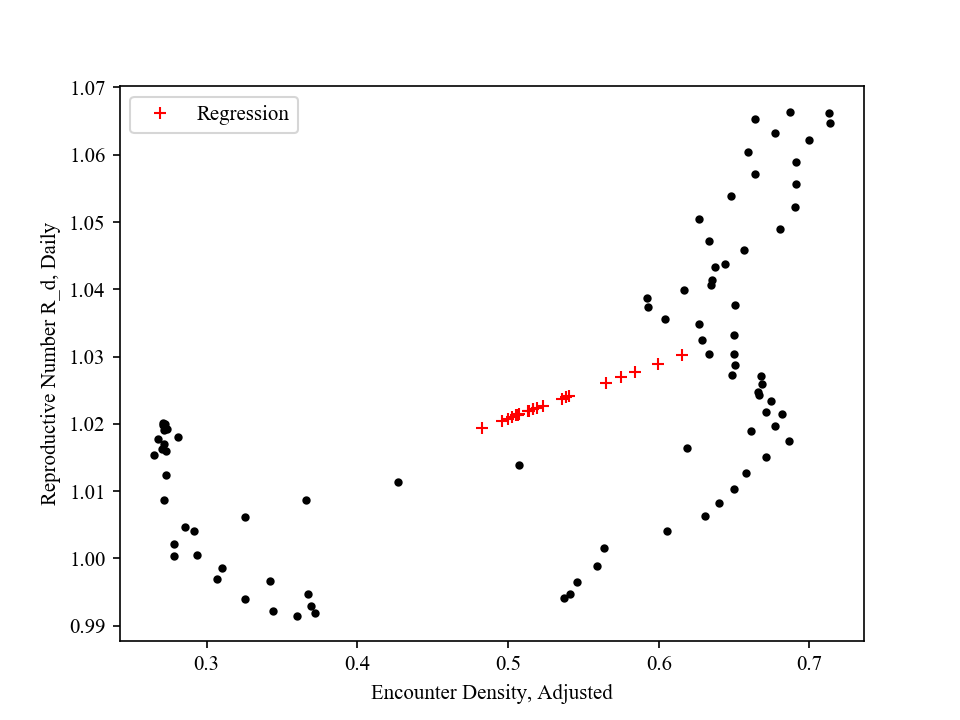 1.07
Regression
1.06
1.05
1.04
1.03
1.02
1.01
1.00
0.99
Reproductive Number R_d, Daily
0.3 0.4 0.5 0.6 0.7
Encounter Density, Adjusted